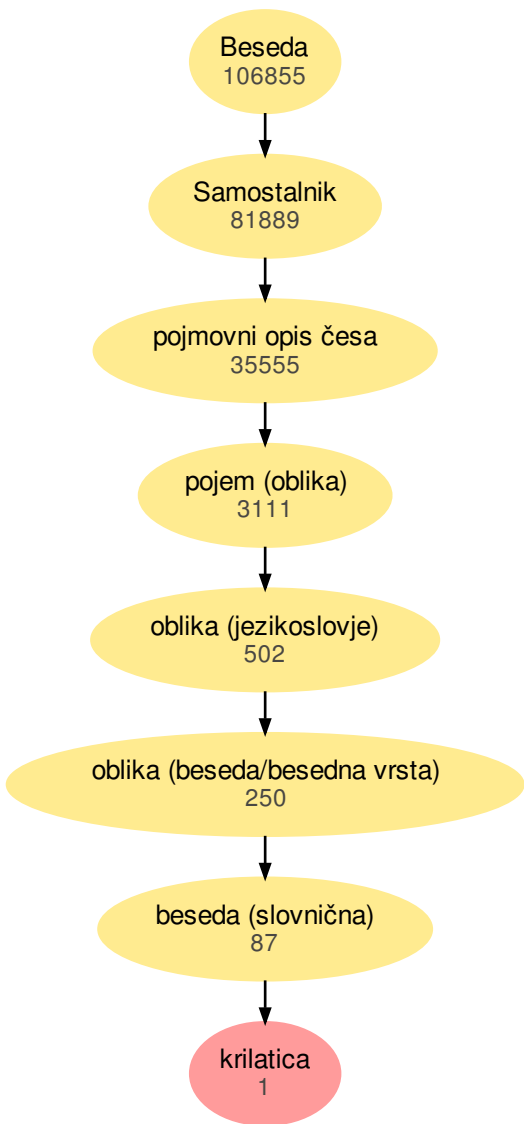 Beseda
106855
Samostalnik
81889
pojmovni opis česa
35555
pojem (oblika)
3111
oblika (jezikoslovje)
502
oblika (beseda/besedna vrsta)
250
beseda (slovnična)
87
krilatica
1